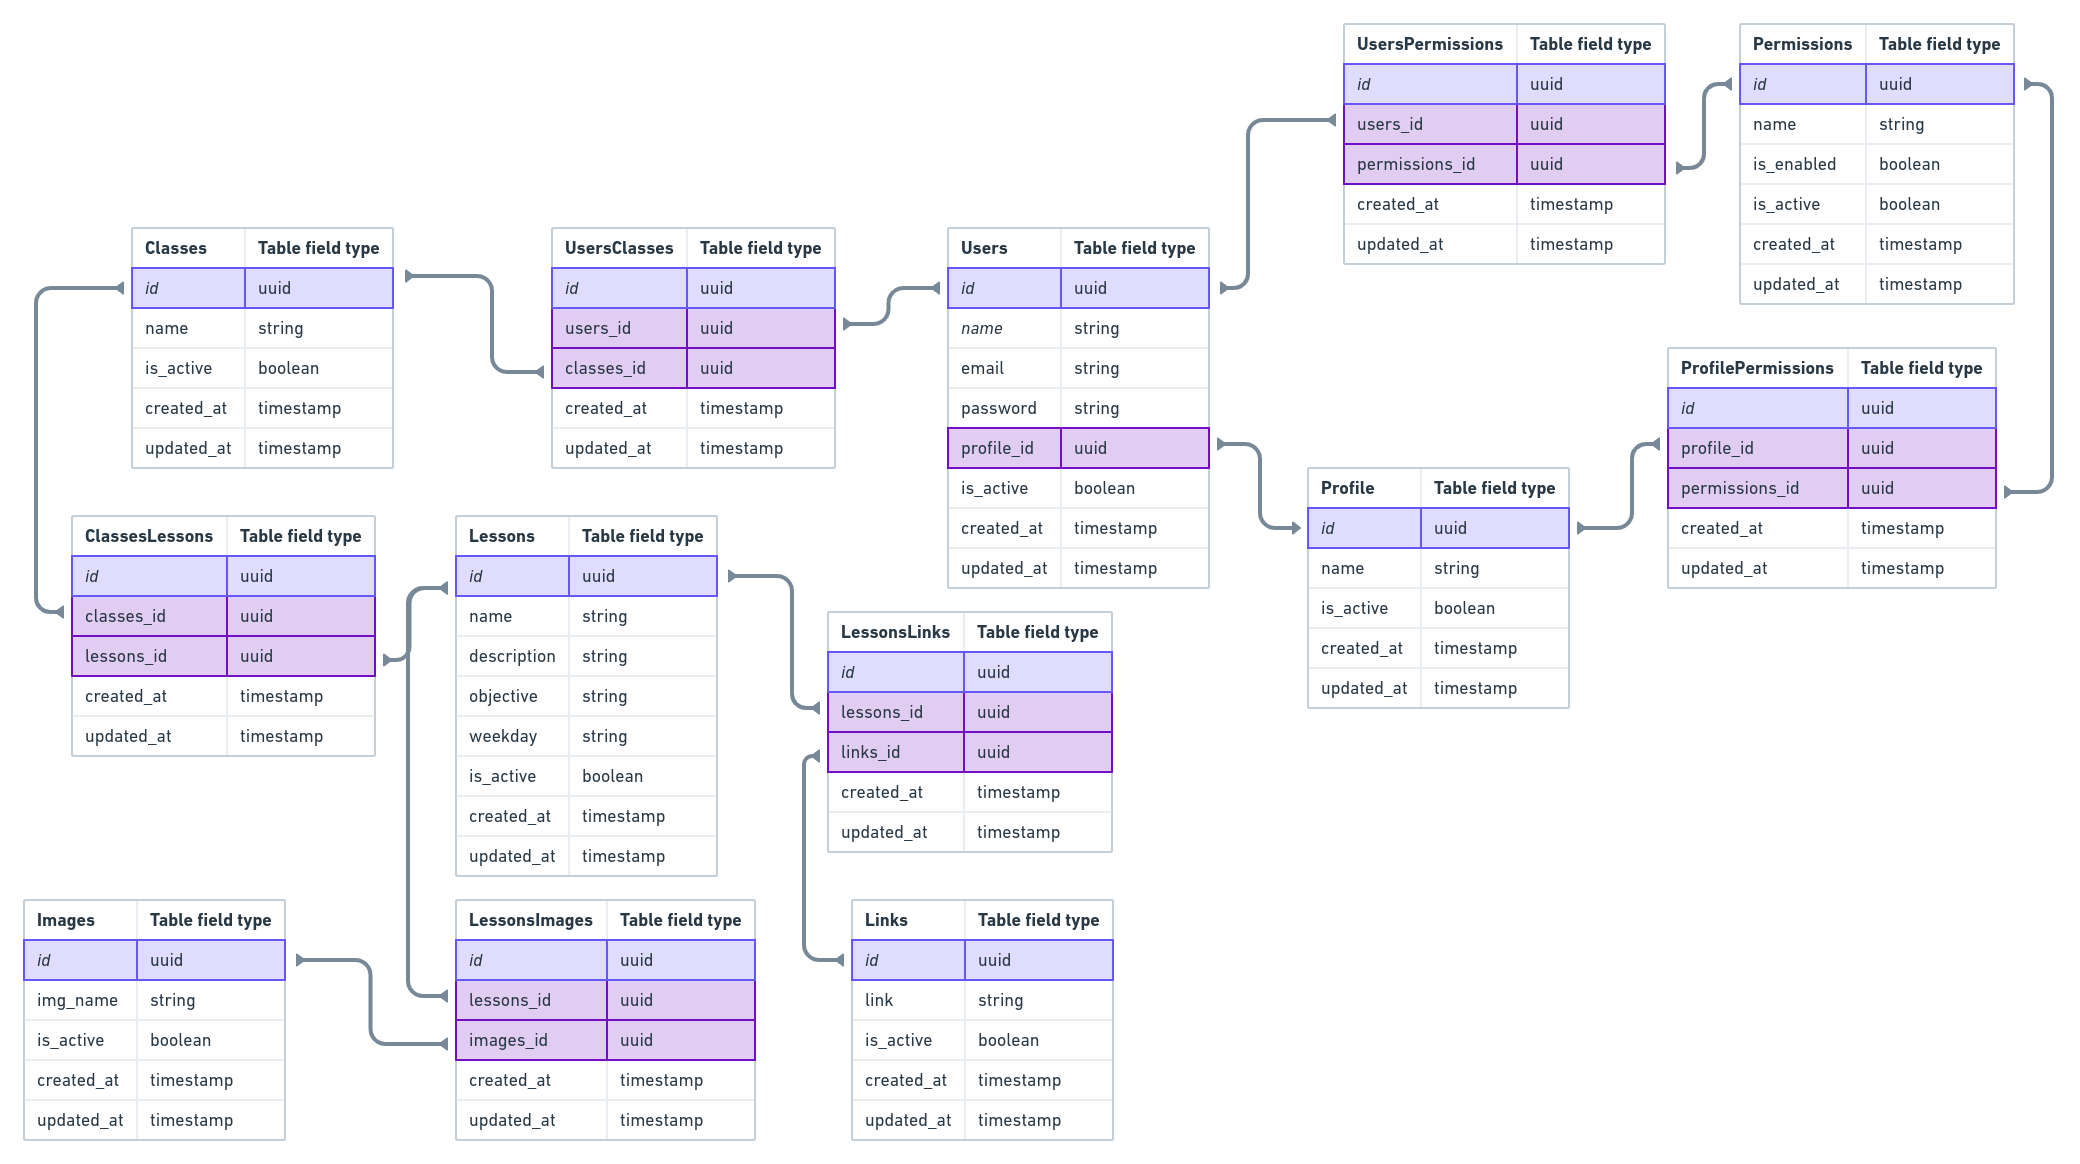 UsersPermissions Table field type
id uuid
users_id uuid
permissions_id uuid
created_at timestamp
updated_at timestamp
Permissions Table field type
id uuid
name string
is_enabled boolean
is_active boolean
created_at timestamp
updated_at timestamp
Classes Table field type
id uuid
name string
is_active boolean
created_at timestamp
updated_at timestamp
UsersClasses Table field type
id uuid
users_id uuid
classes_id uuid
created_at timestamp
updated_at timestamp
Users Table field type
id uuid
name string
email string
password string
profile_id uuid
is_active boolean
created_at timestamp
updated_at timestamp
ProfilePermissions Table field type
id uuid
profile_id uuid
permissions_id uuid
created_at timestamp
updated_at timestamp
Profile Table field type
id uuid
name string
is_active boolean
created_at timestamp
updated_at timestamp
ClassesLessons Table field type
id uuid
classes_id uuid
lessons_id uuid
created_at timestamp
updated_at timestamp
Lessons Table field type
id uuid
name string
description string
objective string
weekday string
is_active boolean
created_at timestamp
updated_at timestamp
LessonsLinks Table field type
id uuid
lessons_id uuid
links_id uuid
created_at timestamp
updated_at timestamp
Images Table field type
id uuid
img_name string
is_active boolean
created_at timestamp
updated_at timestamp
LessonsImages Table field type
id uuid
lessons_id uuid
images_id uuid
created_at timestamp
updated_at timestamp
Links Table field type
id uuid
link string
is_active boolean
created_at timestamp
updated_at timestamp